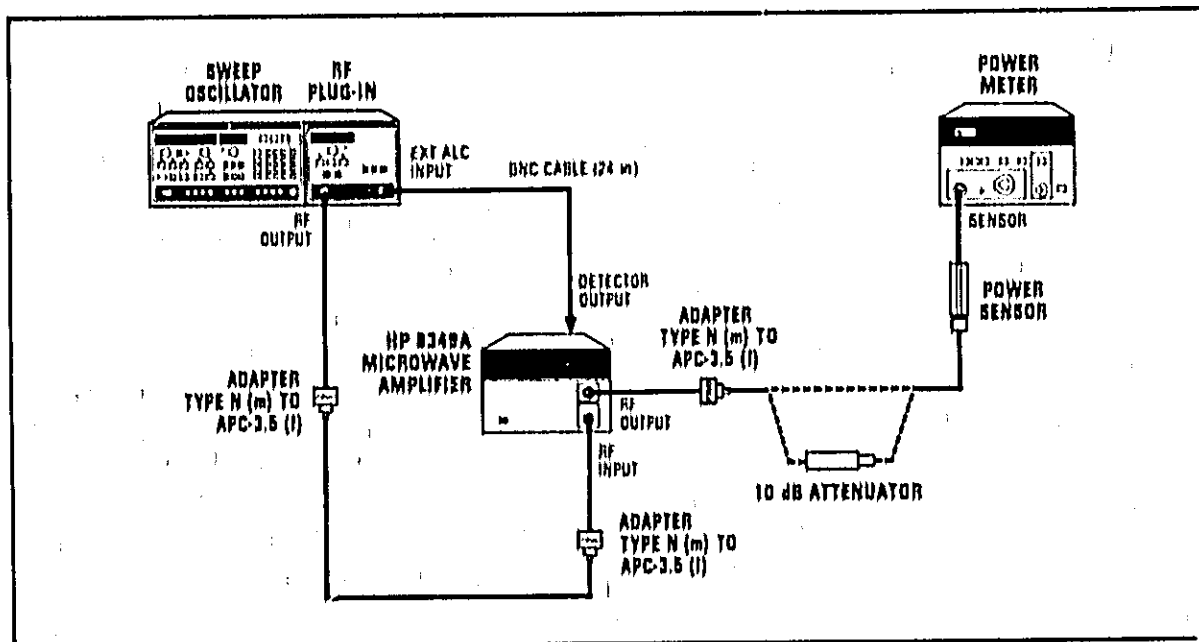 SWEEP
OSCILLATOR
RF
PLUG-IN
POWER
METER
EXT ALC
INPUT
BNC CABLE (24 in)
RF
OUTPUT
SENSOR
DETECTOR
OUTPUT
POWER
SENSOR
HP 8349A
MICROWAVE
AMPLIFIER
ADAPTER
TYPE N (m) TO
APC-3.5 (f)
ADAPTER
TYPE N (m) TO
APC-3.5 (f)
RF
OUTPUT
RF
INPUT
10 dB ATTENUATOR
ADAPTER
TYPE N (m) TO
APC-3.5 (f)